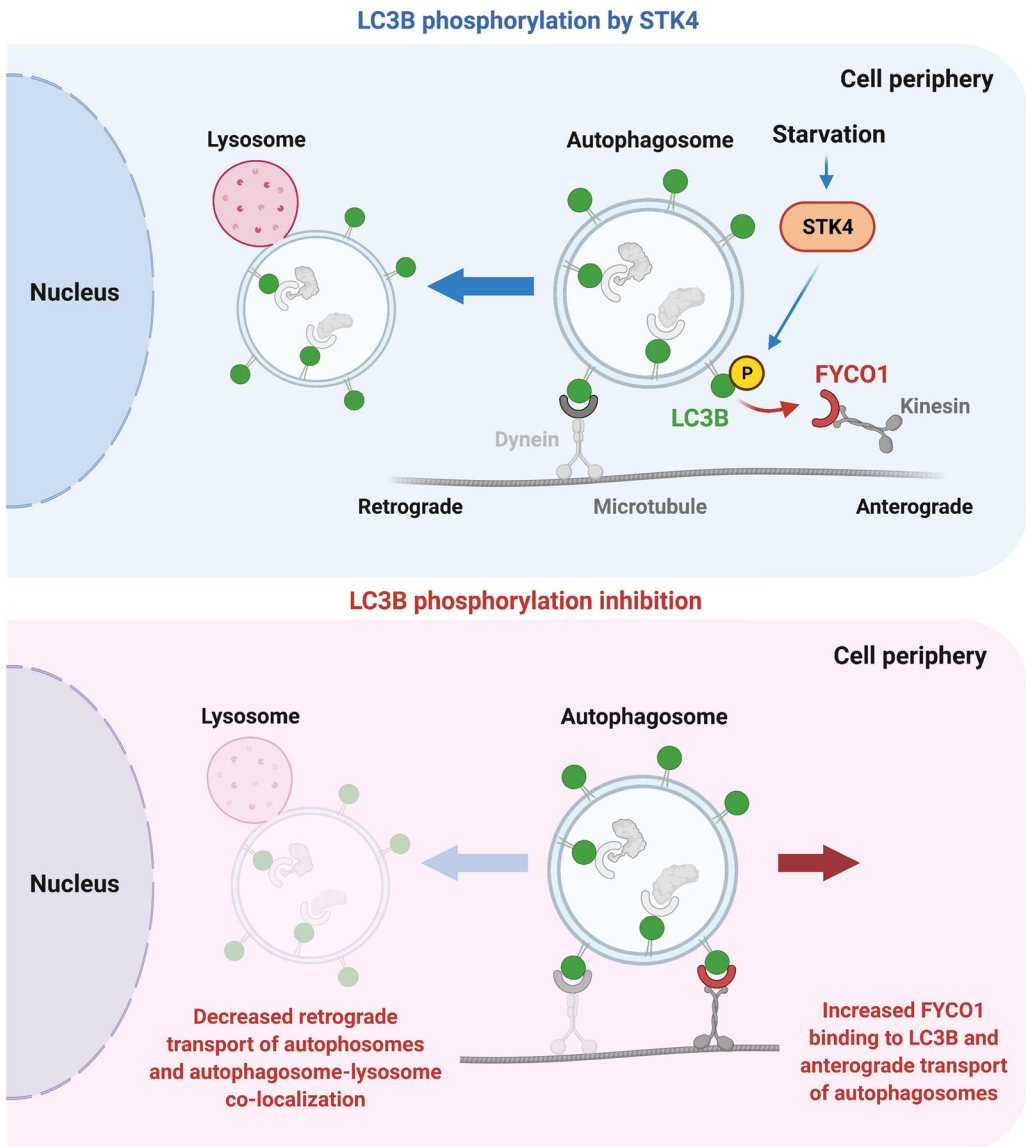 LC3B phosphorylation by STK4
Cell periphery
Lysosome
Autophagosome
Starvation
STK4
Nucleus
P
FYCO1
LC3B
Kinesin
Dynein
Retrograde
Microtubule
Anterograde
LC3B phosphorylation inhibition
Cell periphery
Lysosome
Autophagosome
Nucleus
Decreased retrograde
transport of autophosomes
and autophagosome-lysosome
co-localization
Increased FYCO1
binding to LC3B and
anterograde transport
of autophagosomes